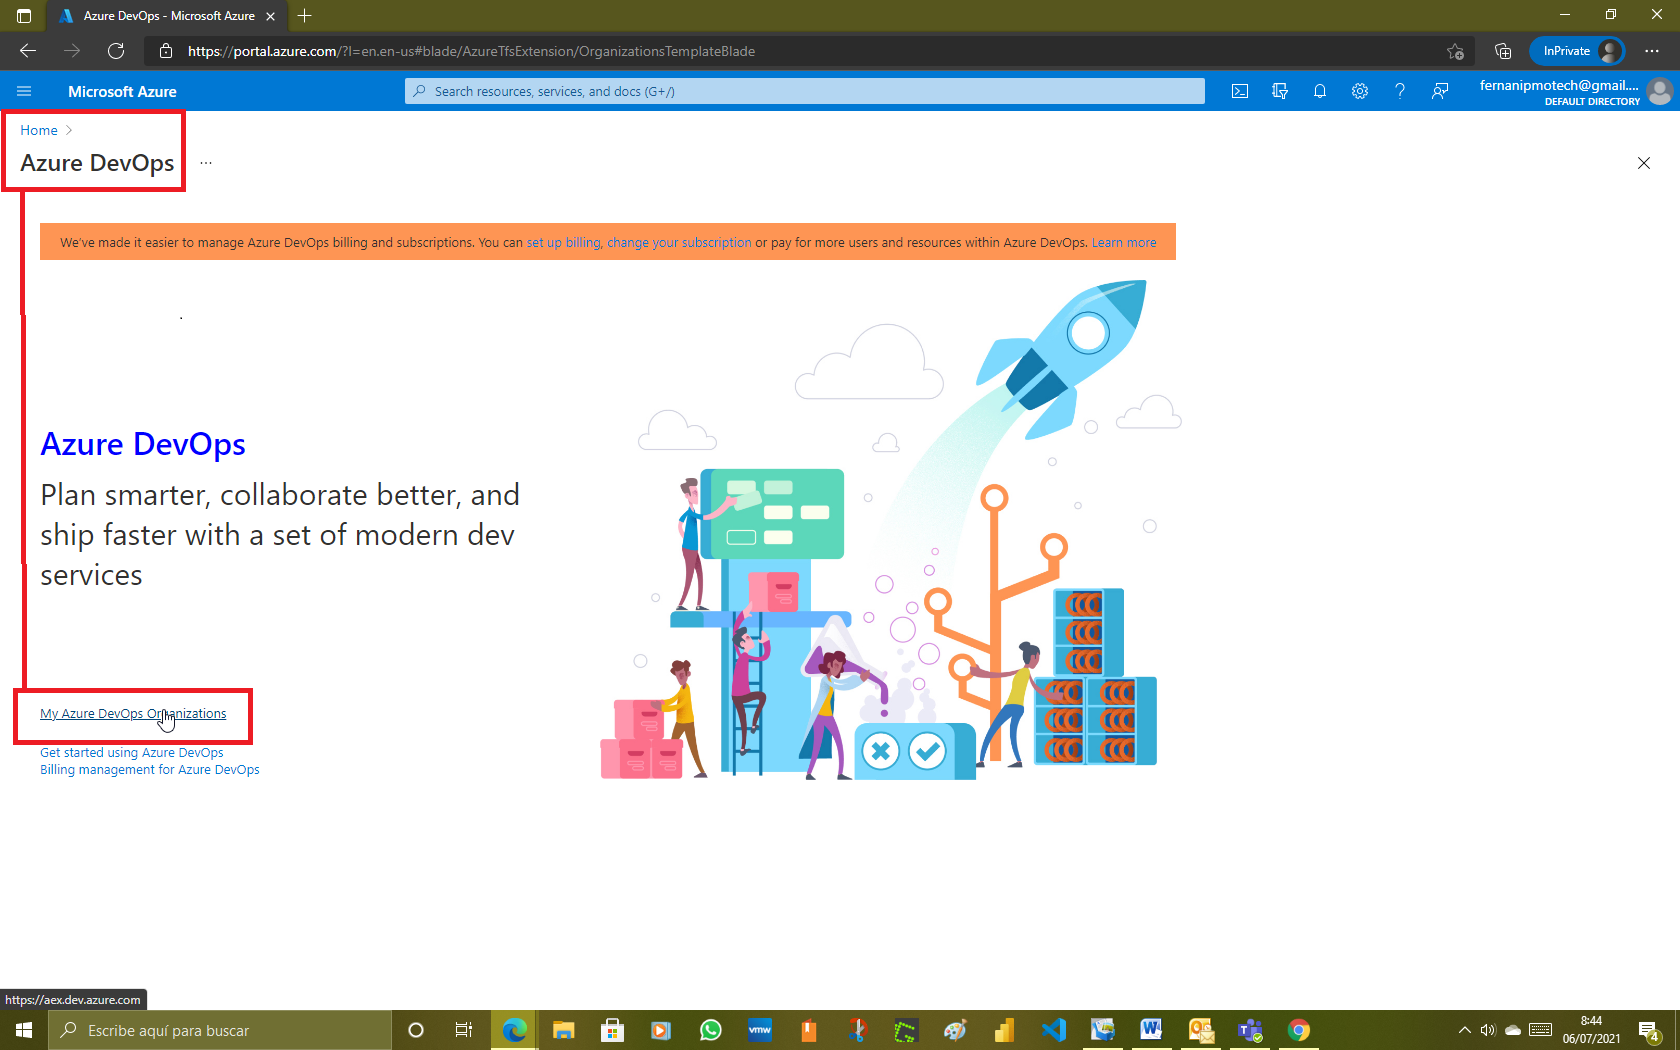 Azure DevOps - Microsoft Azure
https://portal.azure.com/?l=en.en-us#blade/AzureTfsExtension/OrganizationsTemplateBlade
InPrivate
Microsoft Azure
Search resources, services, and docs (G+/)
fernanipmotech@gmail....
DEFAULT DIRECTORY
Home >
Azure DevOps ...
We've made it easier to manage Azure DevOps billing and subscriptions. You can set up billing, change your subscription or pay for more users and resources within Azure DevOps. Learn more
.
Azure DevOps
Plan smarter, collaborate better, and
ship faster with a set of modern dev
services
My Azure DevOps Organizations
Get started using Azure DevOps
Billing management for Azure DevOps
https://aex.dev.azure.com
Escribe aquí para buscar
vmw
8:44
06/07/2021
4